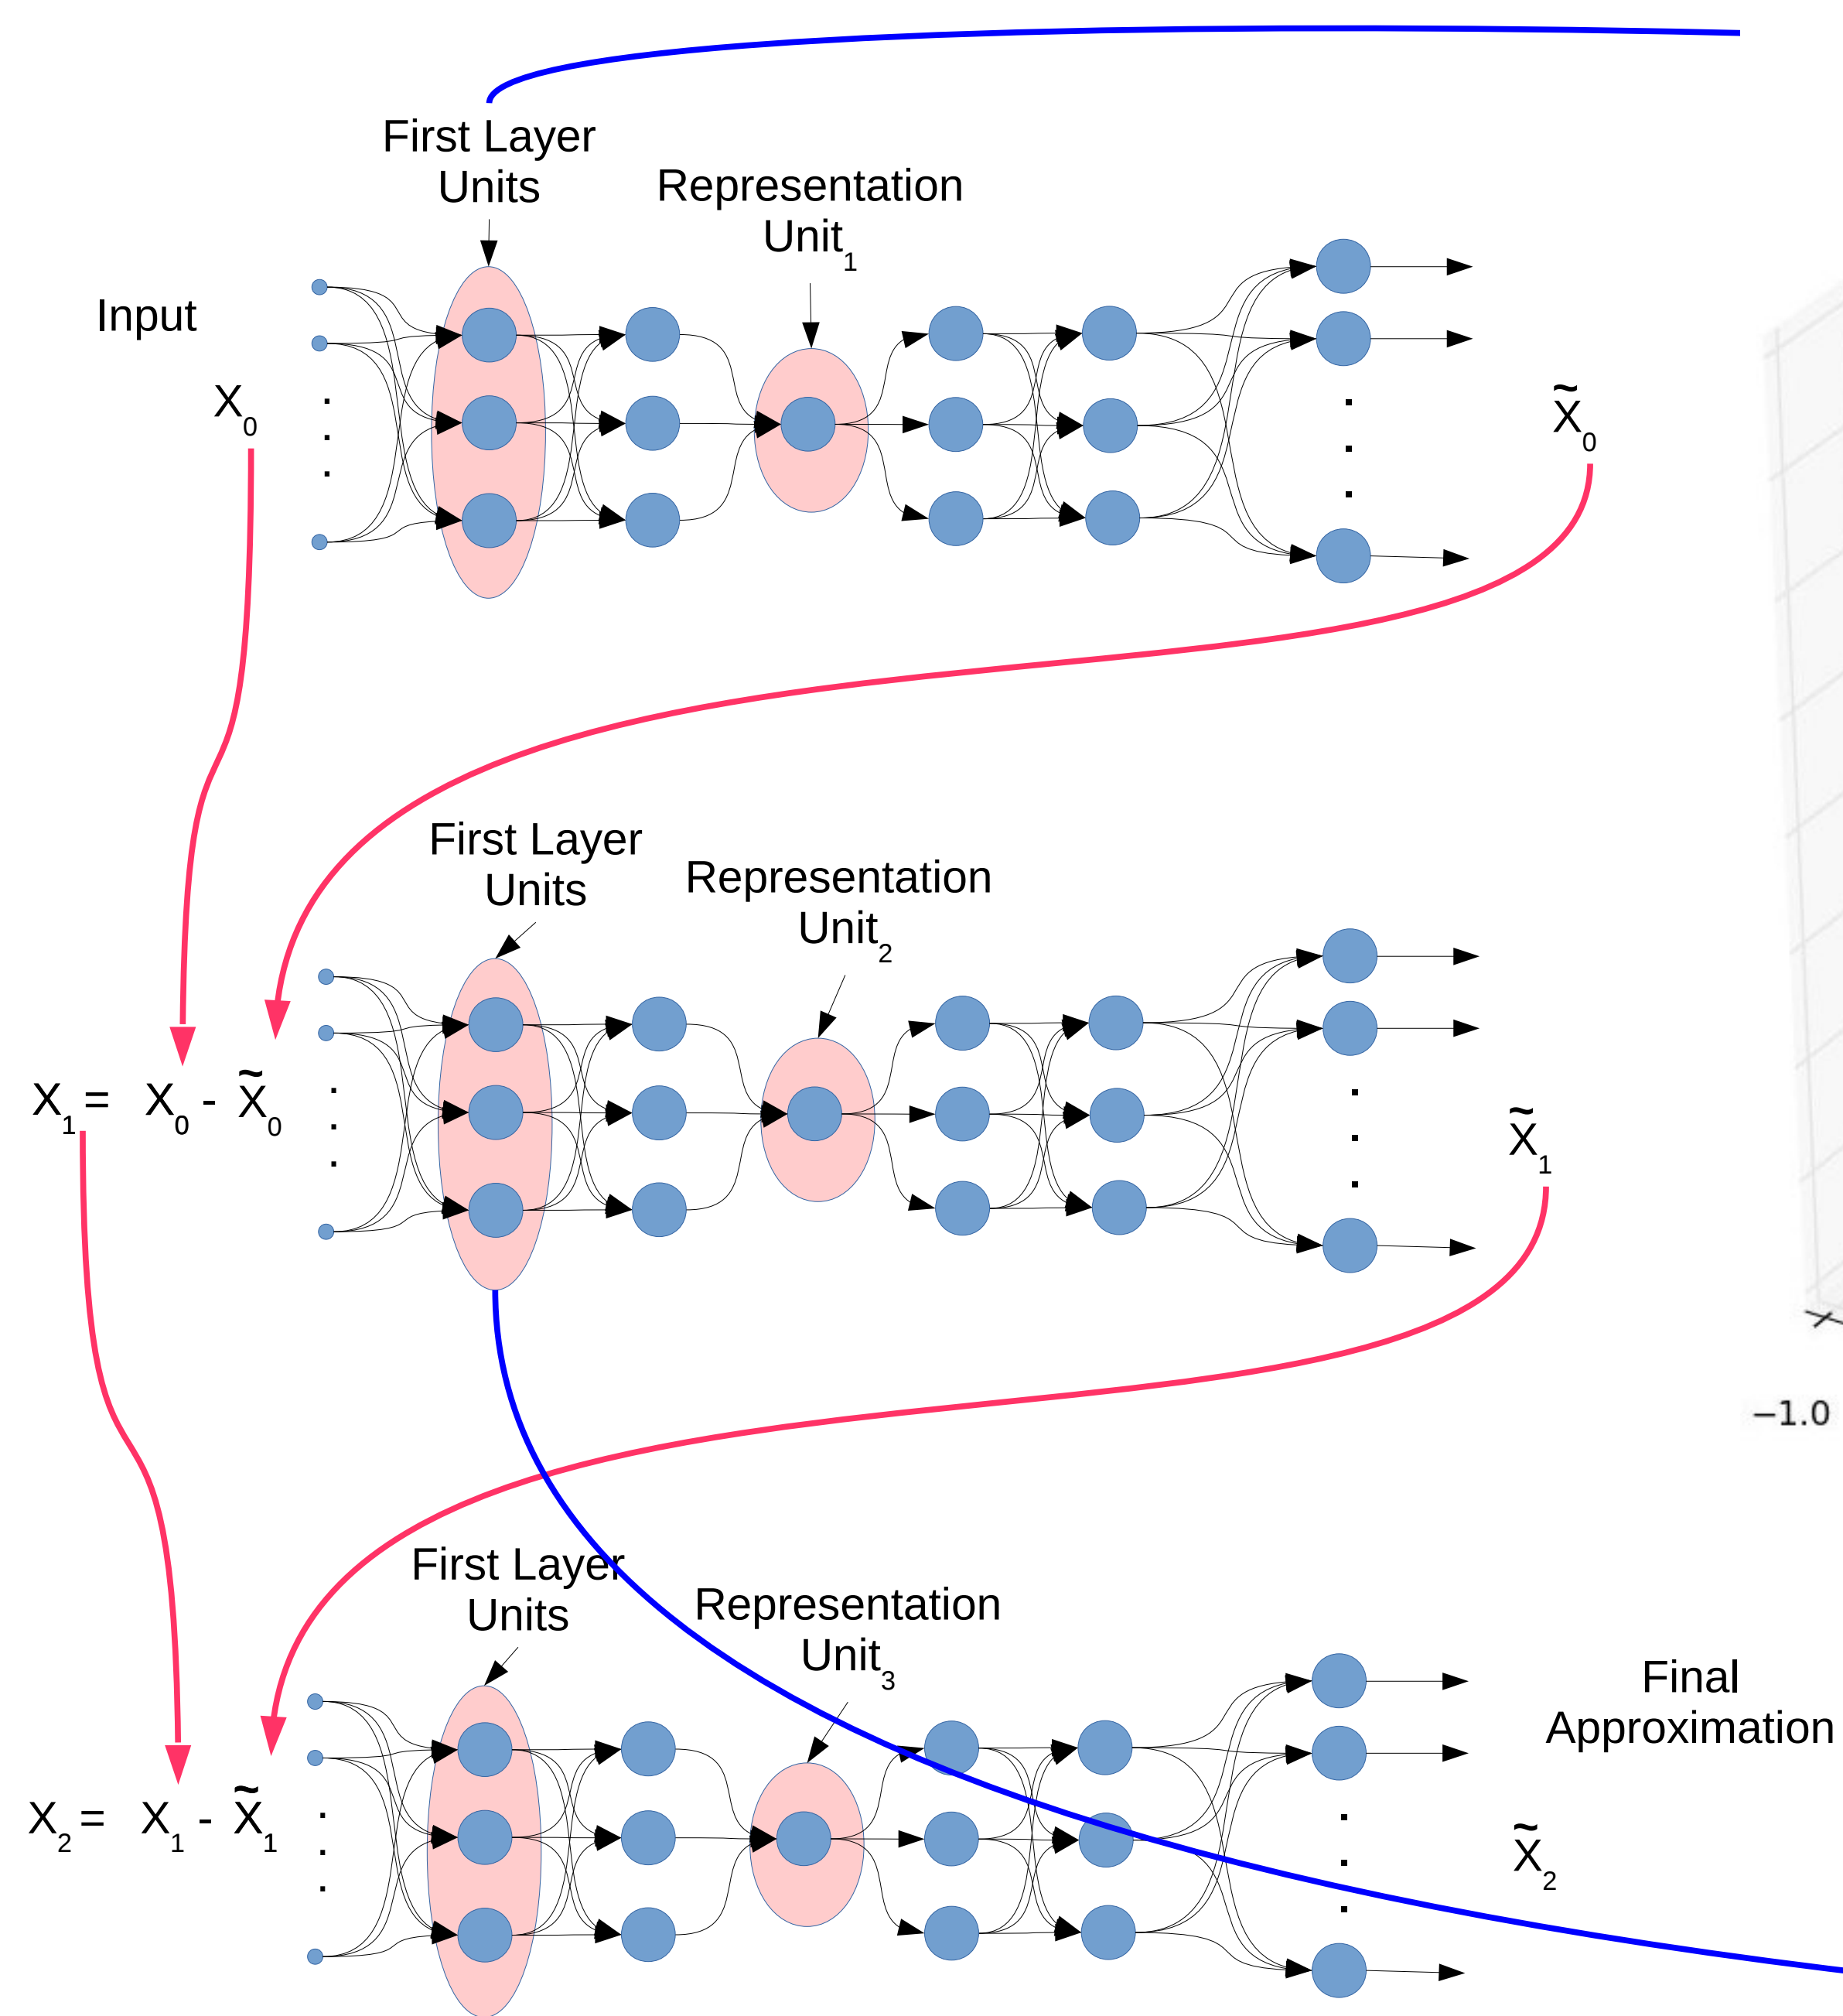 First Layer
Units
Representation
Unit₁
Input
X₀
X̃₀
First Layer
Units
Representation
Unit₂
X₁ = X₀ - X̃₀
X̃₁
−1.0
First Layer
Units
Representation
Unit₃
Final
Approximation
X₂ = X₁ - X̃₁
X̃₂